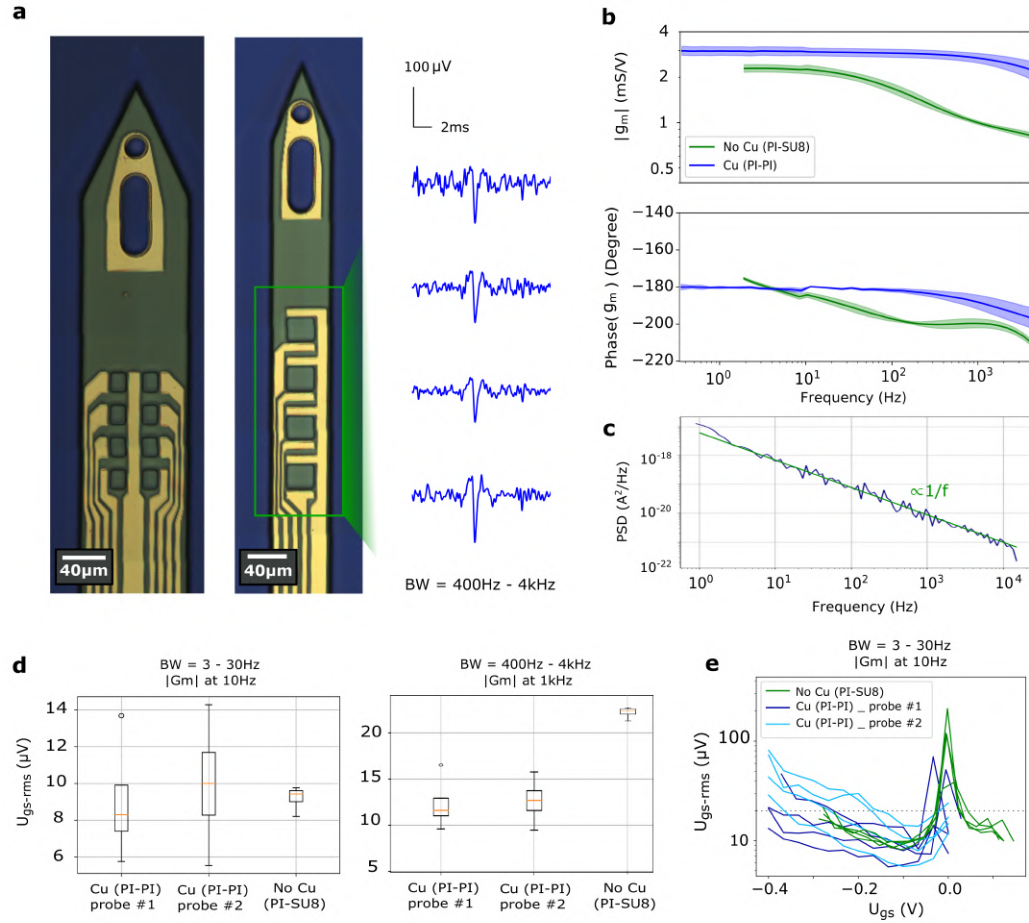 a
100 μV
2ms
40μm
40μm
BW = 400Hz - 4kHz
b
|gₘ| (mS/V)
4
2
1
0.5
No Cu (PI-SU8)
Cu (PI-PI)
Phase(gₘ) (Degree)
−140
−160
−180
−200
−220
10⁰
10¹
10²
10³
Frequency (Hz)
c
PSD (A²/Hz)
10⁻¹⁸
10⁻²⁰
10⁻²²
∝1/f
10⁰
10¹
10²
10³
10⁴
Frequency (Hz)
d
BW = 3 - 30Hz
|Gm| at 10Hz
U_gs-rms (μV)
14
12
10
8
6
Cu (PI-PI)
probe #1
Cu (PI-PI)
probe #2
No Cu
(PI-SU8)
BW = 400Hz - 4kHz
|Gm| at 1kHz
20
15
10
5
Cu (PI-PI)
probe #1
Cu (PI-PI)
probe #2
No Cu
(PI-SU8)
e
BW = 3 - 30Hz
|Gm| at 10Hz
No Cu (PI-SU8)
Cu (PI-PI) _ probe #1
Cu (PI-PI) _ probe #2
U_gs-rms (μV)
100
10
−0.4
−0.2
0.0
U_gs (V)